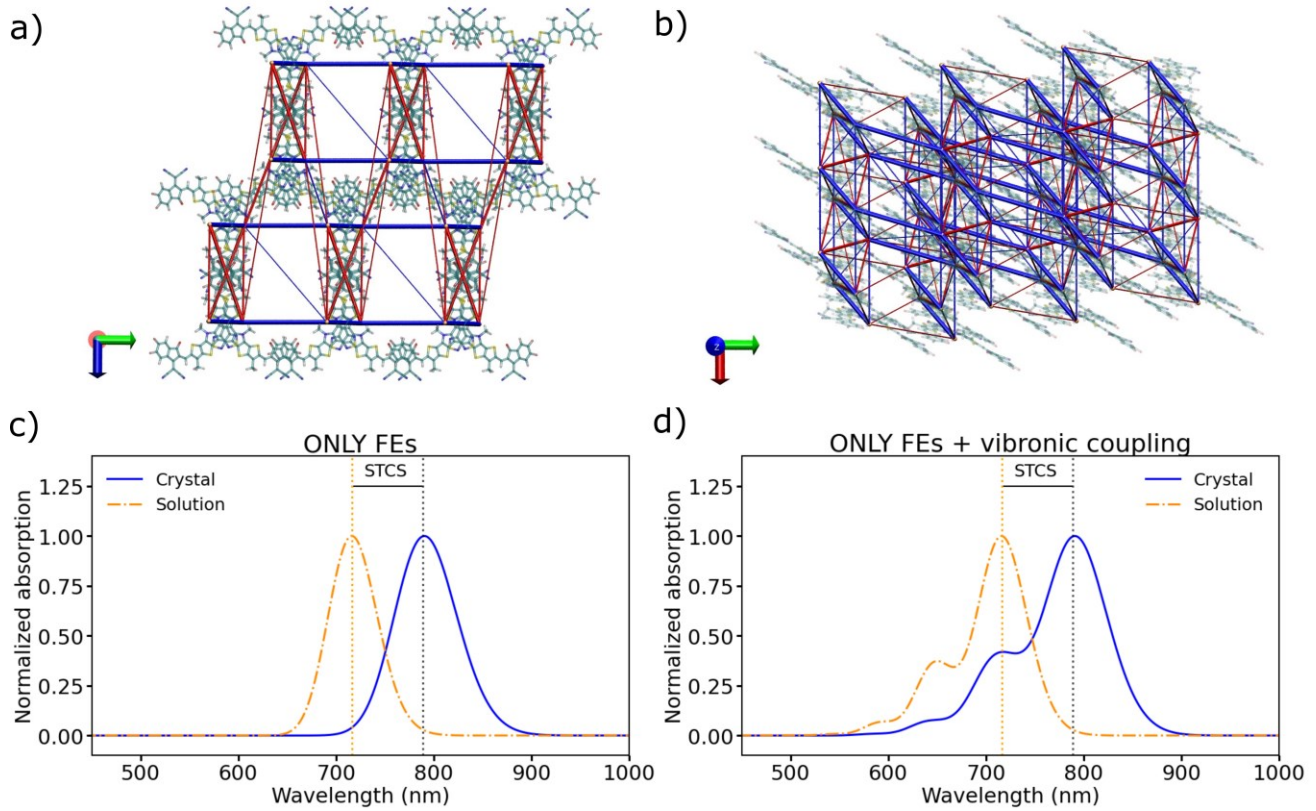 a)
b)
z
c)
ONLY FEs
STCS
Crystal
Solution
1.25
1.00
0.75
0.50
0.25
0.00
Normalized absorption
500 600 700 800 900 1000
Wavelength (nm)
d)
ONLY FEs + vibronic coupling
STCS
Crystal
Solution
1.25
1.00
0.75
0.50
0.25
0.00
Normalized absorption
500 600 700 800 900 1000
Wavelength (nm)